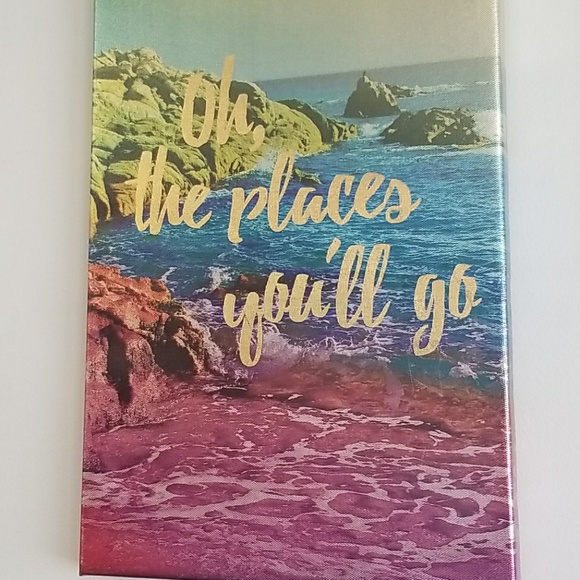 Oh,
the places
you'll go